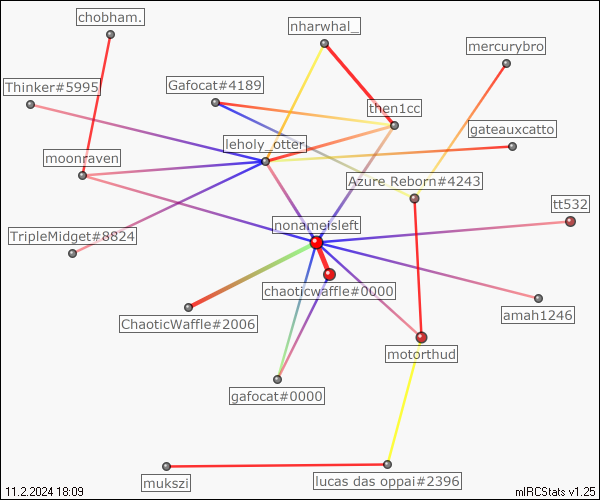 chobham.
nharwhal_
mercurybro
Thinker#5995
Gafocat#4189
then1cc
gateauxcatto
leholy_otter
moonraven
Azure Reborn#4243
tt532
nonameisleft
TripleMidget#8824
chaoticwaffle#0000
amah1246
ChaoticWaffle#2006
motorthud
gafocat#0000
mukszi
lucas das oppai#2396
11.2.2024 18:09
mIRCStats v1.25